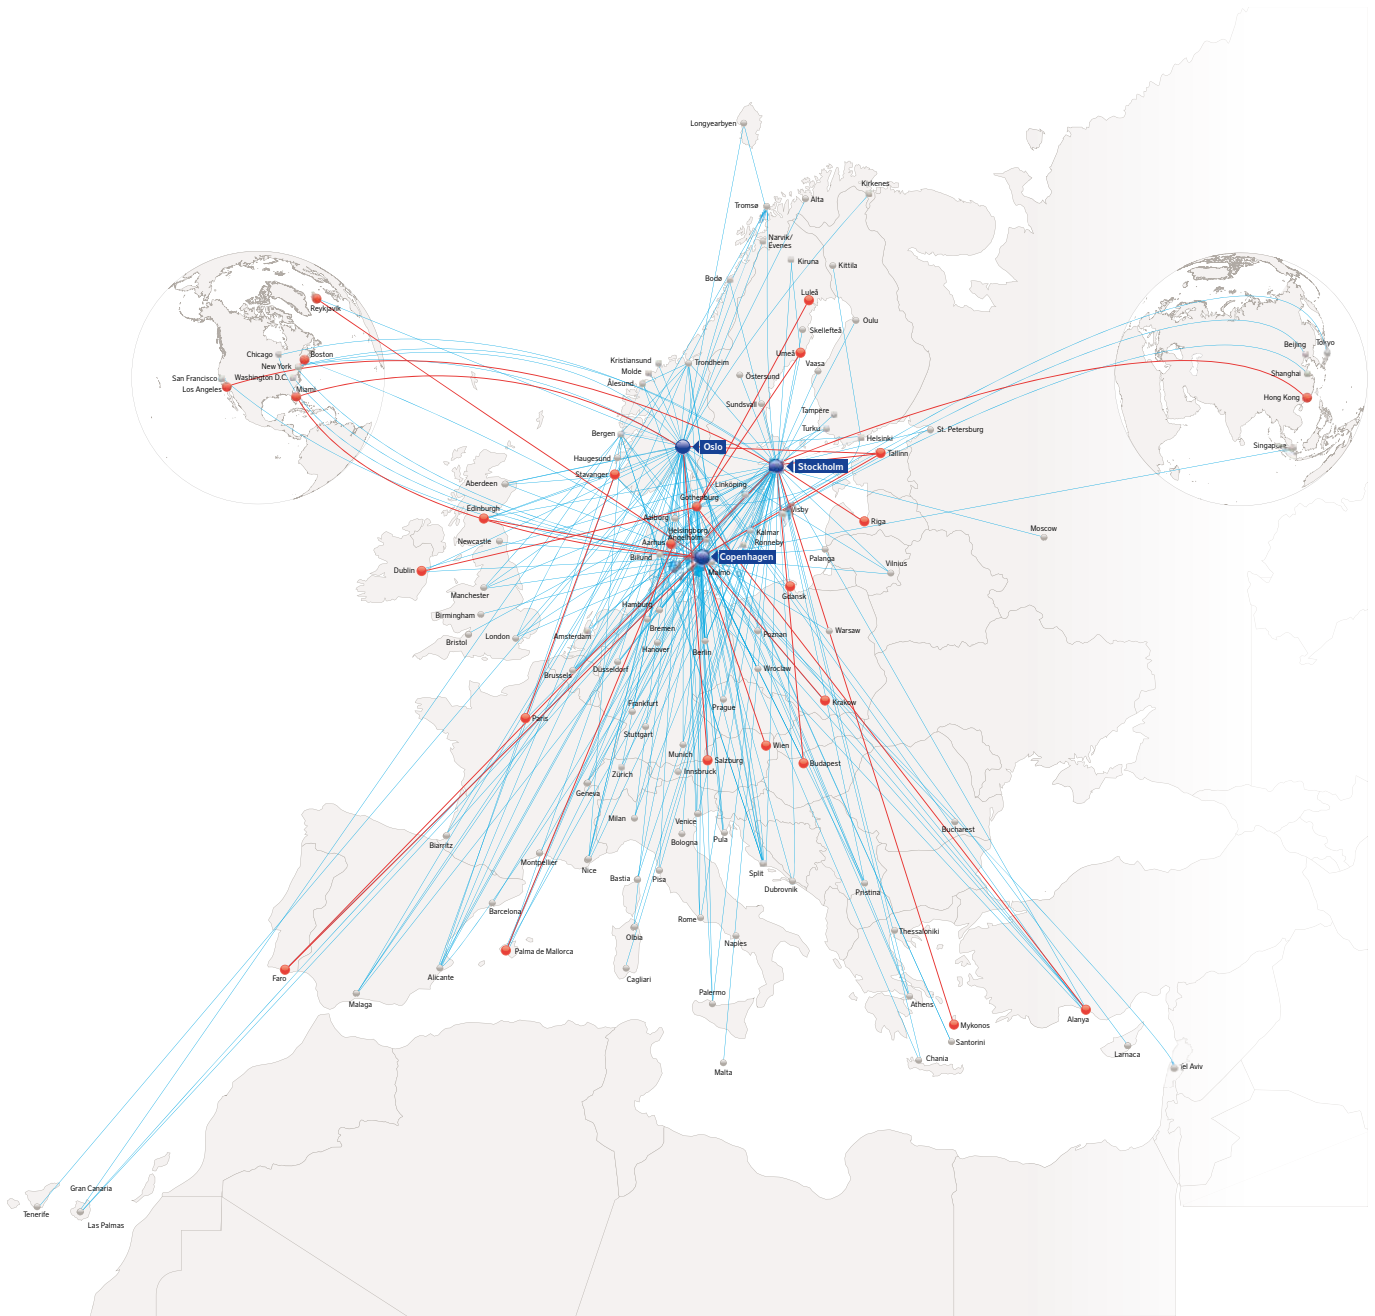 Longyearbyen
Kirkenes
Tromsø
Alta
Narvik/
Evenes
Kiruna
Kittila
Bodø
Luleå
Reykjavik
Oulu
Skellefteå
Beijing
Tokyo
Umeå
Vaasa
Chicago
Boston
Kristiansund
Trondheim
New York
Molde
Shanghai
San Francisco
Washington D.C.
Ålesund
Östersund
Los Angeles
Miami
Hong Kong
Sundsvall
Tampere
Turku
St. Petersburg
Bergen
Helsinki
Oslo
Singapore
Tallinn
Haugesund
Stockholm
Stavanger
Aberdeen
Linköping
Gothenburg
Edinburgh
Visby
Aalborg
Riga
Moscow
Helsingborg/
Ängelholm
Kalmar
Newcastle
Aarhus
Ronneby
Billund
Copenhagen
Palanga
Vilnius
Dublin
Malmö
Manchester
Gdansk
Hamburg
Birmingham
Bremen
London
Amsterdam
Poznan
Warsaw
Bristol
Hanover
Berlin
Brussels
Düsseldorf
Wroclaw
Frankfurt
Prague
Krakow
Paris
Stuttgart
Wien
Munich
Salzburg
Budapest
Zürich
Innsbruck
Geneva
Milan
Venice
Bucharest
Biarritz
Bologna
Pula
Montpellier
Nice
Split
Bastia
Pisa
Dubrovnik
Pristina
Barcelona
Rome
Thessaloniki
Olbia
Naples
Palma de Mallorca
Faro
Alicante
Cagliari
Malaga
Palermo
Athens
Alanya
Mykonos
Santorini
Larnaca
Chania
Tel Aviv
Malta
Gran Canaria
Tenerife
Las Palmas